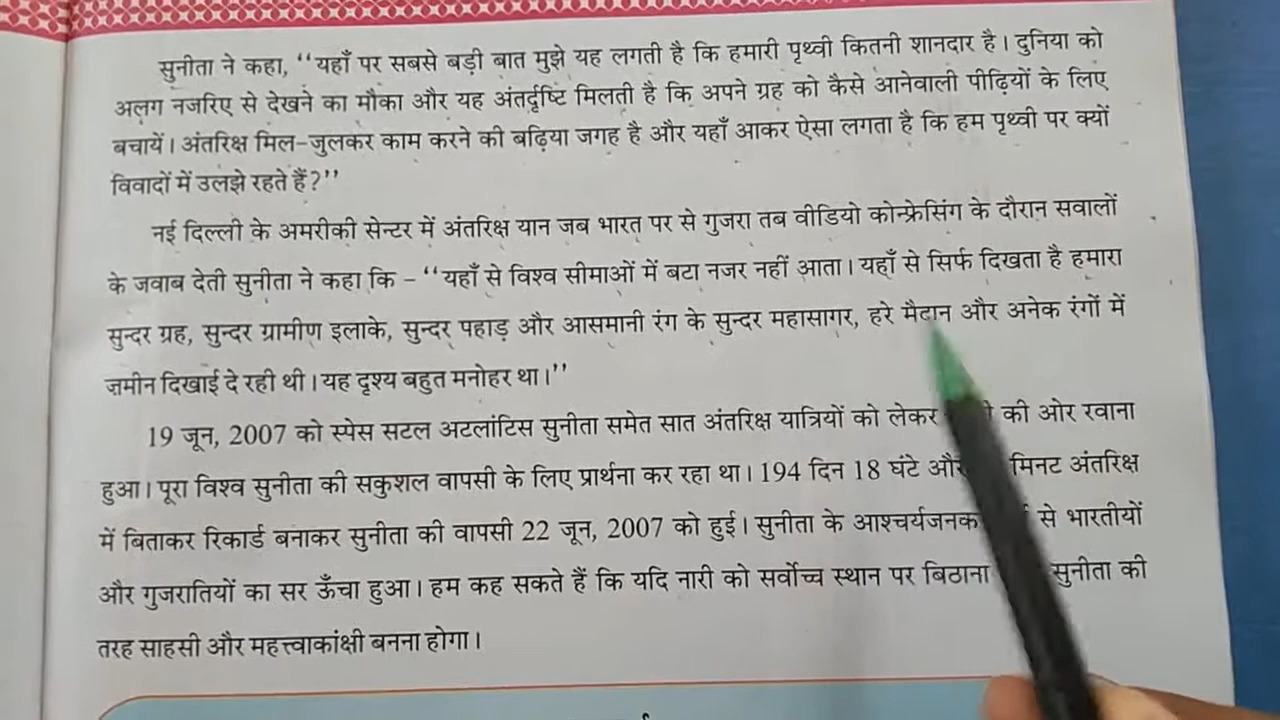 सुनीता ने कहा, ‘‘यहाँ पर सबसे बड़ी बात मुझे यह लगती है कि हमारी पृथ्वी कितनी शानदार है। दुनिया को
अलग नजरिए से देखने का मौका और यह अंतर्दृष्टि मिलती है कि अपने ग्रह को कैसे आनेवाली पीढ़ियों के लिए
बचायें। अंतरिक्ष मिल-जुलकर काम करने की बढ़िया जगह है और यहाँ आकर ऐसा लगता है कि हम पृथ्वी पर क्यों
विवादों में उलझे रहते हैं?’’
नई दिल्ली के अमरीकी सेन्टर में अंतरिक्ष यान जब भारत पर से गुजरा तब वीडियो कोन्फ्रेसिंग के दौरान सवालों
के जवाब देती सुनीता ने कहा कि - ‘‘यहाँ से विश्व सीमाओं में बटा नजर नहीं आता। यहाँ से सिर्फ दिखता है हमारा
सुन्दर ग्रह, सुन्दर ग्रामीण इलाके, सुन्दर पहाड़ और आसमानी रंग के सुन्दर महासागर, हरे मैदान और अनेक रंगों में
ज़मीन दिखाई दे रही थी। यह दृश्य बहुत मनोहर था।’’
19 जून, 2007 को स्पेस सटल अटलांटिस सुनीता समेत सात अंतरिक्ष यात्रियों को लेकर की ओर रवाना
हुआ। पूरा विश्व सुनीता की सकुशल वापसी के लिए प्रार्थना कर रहा था। 194 दिन 18 घंटे और मिनट अंतरिक्ष
में बिताकर रिकार्ड बनाकर सुनीता की वापसी 22 जून, 2007 को हुई। सुनीता के आश्चर्यजनक से भारतीयों
और गुजरातियों का सर ऊँचा हुआ। हम कह सकते हैं कि यदि नारी को सर्वोच्च स्थान पर बिठाना सुनीता की
तरह साहसी और महत्त्वाकांक्षी बनना होगा।